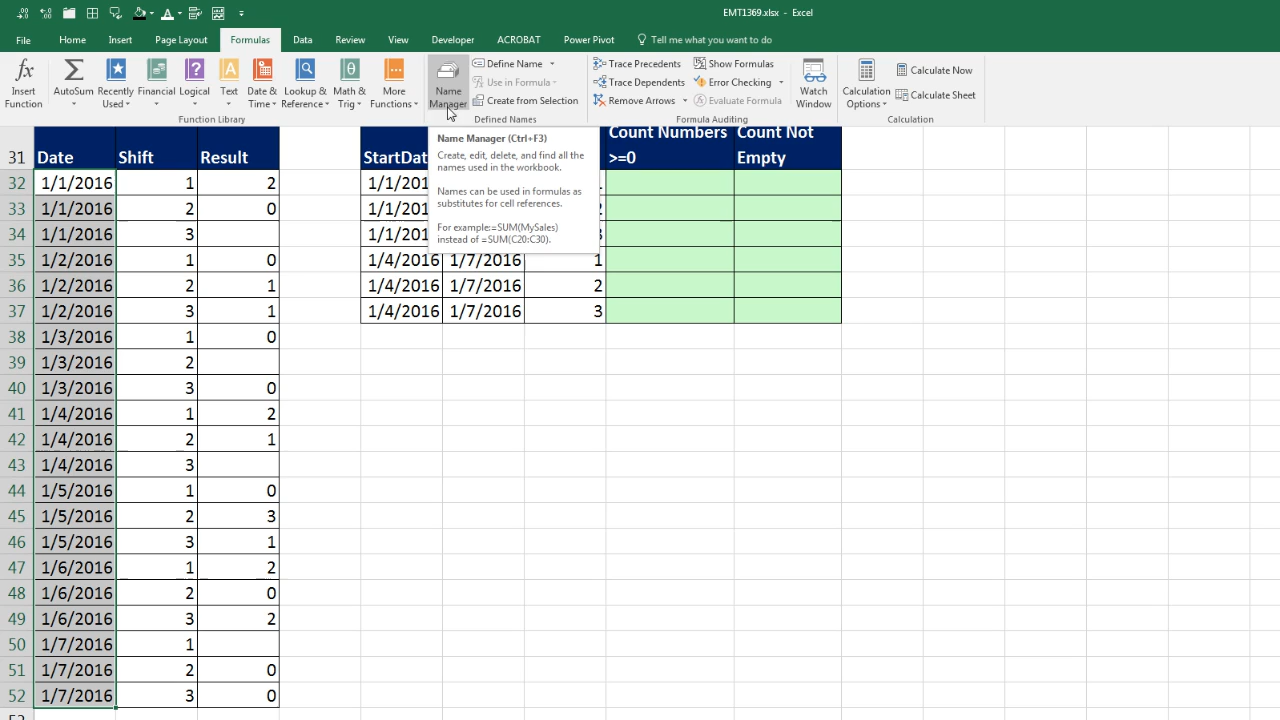 EMT1369.xlsx - Excel
File Home Insert Page Layout Formulas Data Review View Developer ACROBAT Power Pivot Tell me what you want to do
Insert Function
AutoSum
Recently Used
Financial
Logical
Text
Date & Time
Lookup & Reference
Math & Trig
More Functions
Function Library
Name Manager
Define Name
Use in Formula
Create from Selection
Defined Names
Trace Precedents
Trace Dependents
Remove Arrows
Show Formulas
Error Checking
Evaluate Formula
Formula Auditing
Watch Window
Calculation Options
Calculate Now
Calculate Sheet
Calculation
Name Manager (Ctrl+F3)
Create, edit, delete, and find all the
names used in the workbook.
Names can be used in formulas as
substitutes for cell references.
For example:=SUM(MySales)
instead of =SUM(C20:C30).
31 Date Shift Result StartDat Count Numbers >=0 Count Not Empty
32 1/1/2016 1 2 1/1/201
33 1/1/2016 2 0 1/1/201
34 1/1/2016 3 1/1/201
35 1/2/2016 1 0 1/4/2016 1/7/2016 1
36 1/2/2016 2 1 1/4/2016 1/7/2016 2
37 1/2/2016 3 1 1/4/2016 1/7/2016 3
38 1/3/2016 1 0
39 1/3/2016 2
40 1/3/2016 3 0
41 1/4/2016 1 2
42 1/4/2016 2 1
43 1/4/2016 3
44 1/5/2016 1 0
45 1/5/2016 2 3
46 1/5/2016 3 1
47 1/6/2016 1 2
48 1/6/2016 2 0
49 1/6/2016 3 2
50 1/7/2016 1
51 1/7/2016 2 0
52 1/7/2016 3 0